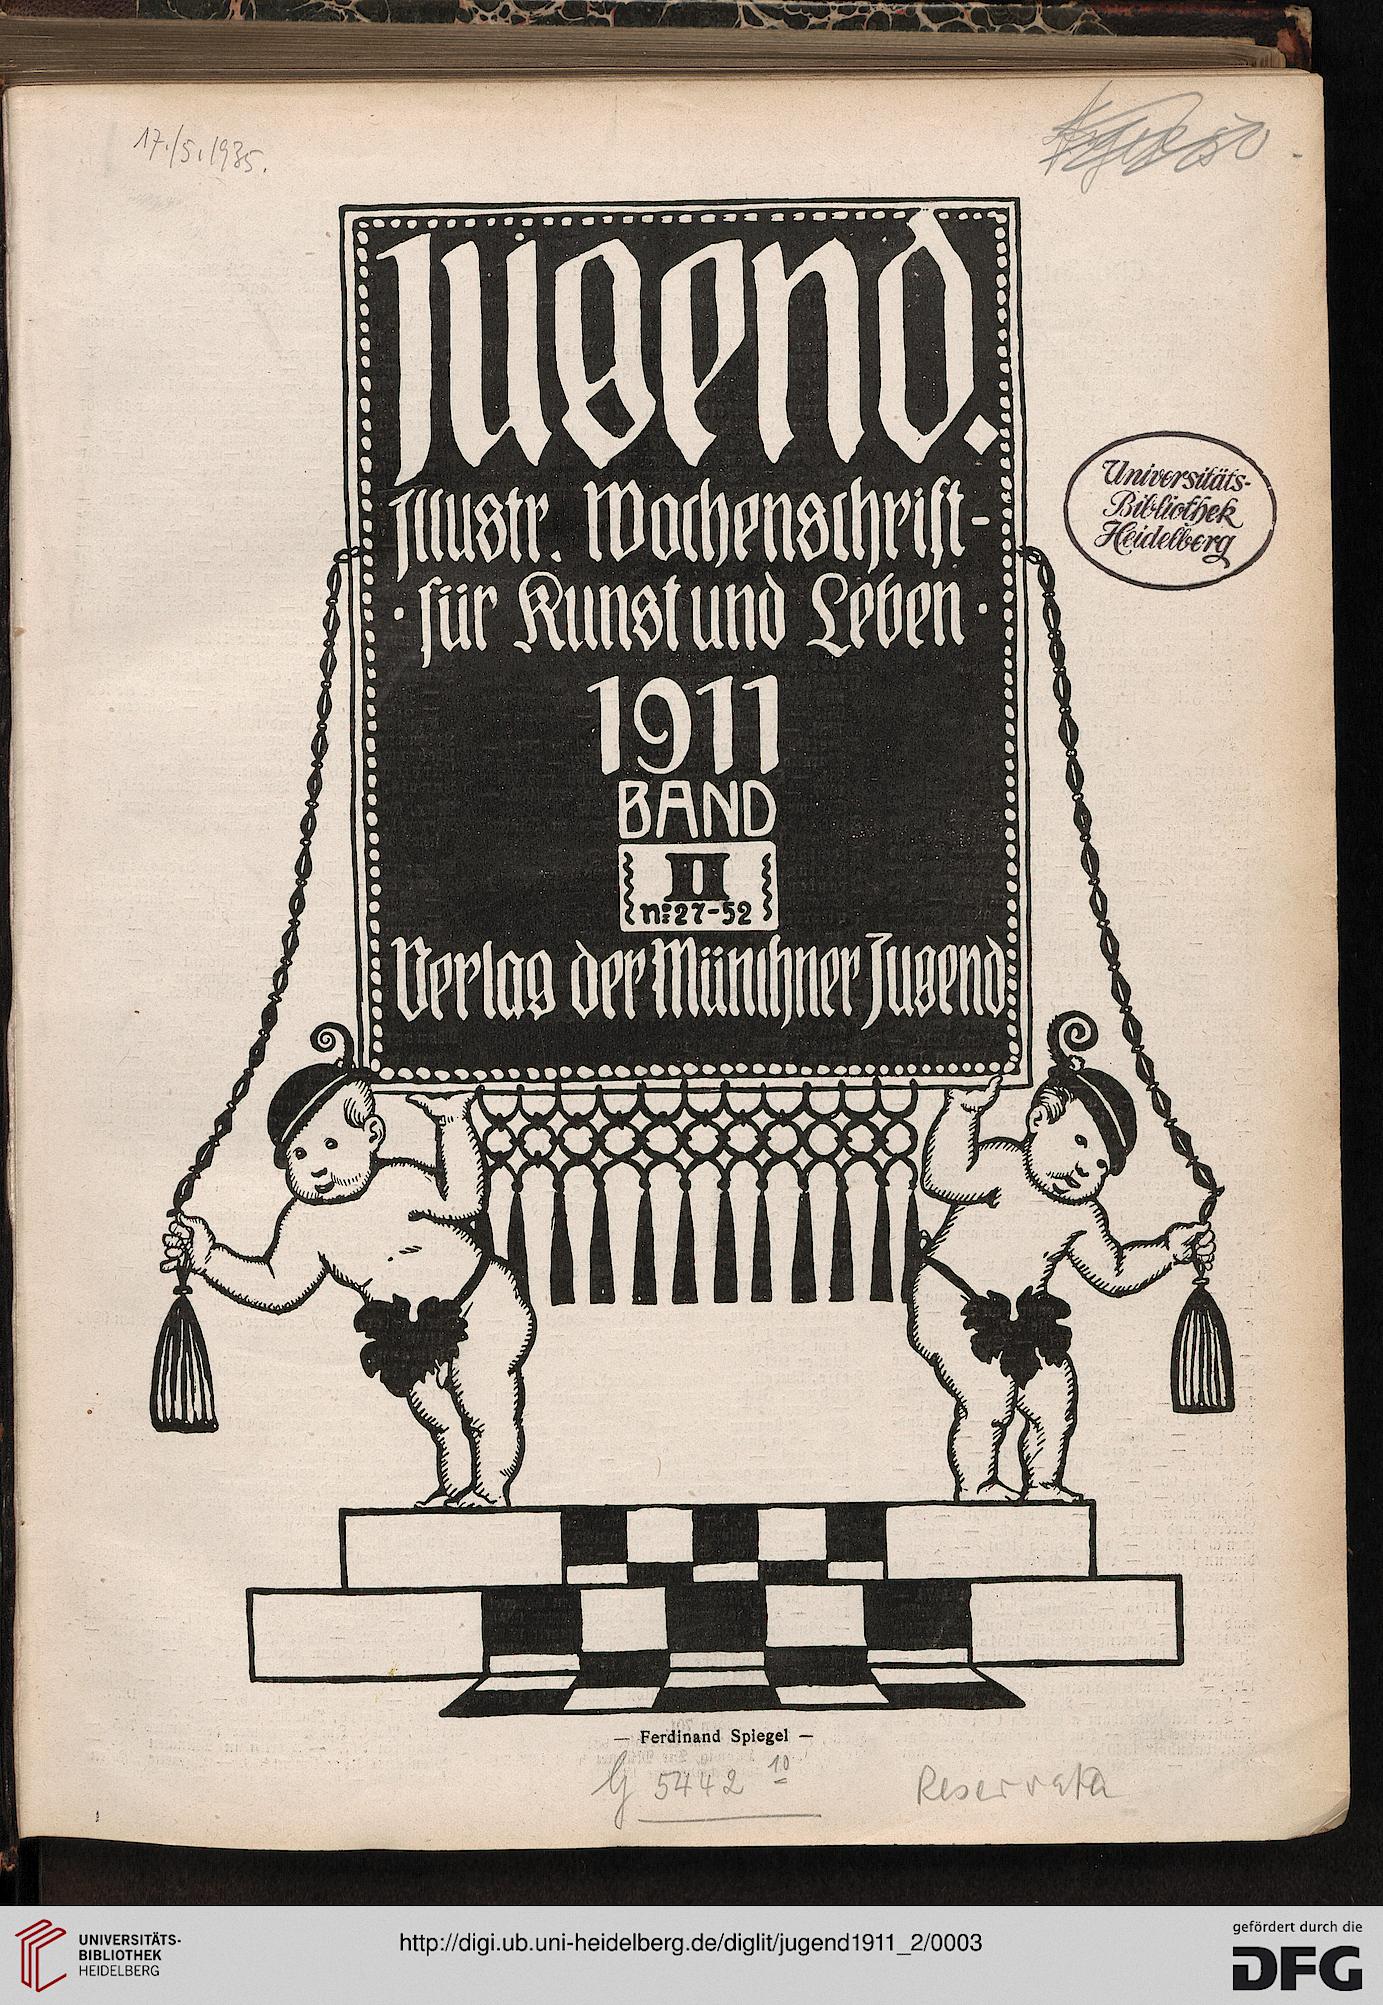 17./5.1935.
Jugend.
Jllustr. Wochenschrift-
· für Kunst und Leben ·
1911
BAND
II
No: 27-52
Verlag der Münchner Jugend
Universitäts-
Bibliothek
Heidelberg
— Ferdinand Spiegel —
G 5442 10
Reservata
UNIVERSITÄTS-
BIBLIOTHEK
HEIDELBERG
http://digi.ub.uni-heidelberg.de/diglit/jugend1911_2/0003
gefördert durch die
DFG